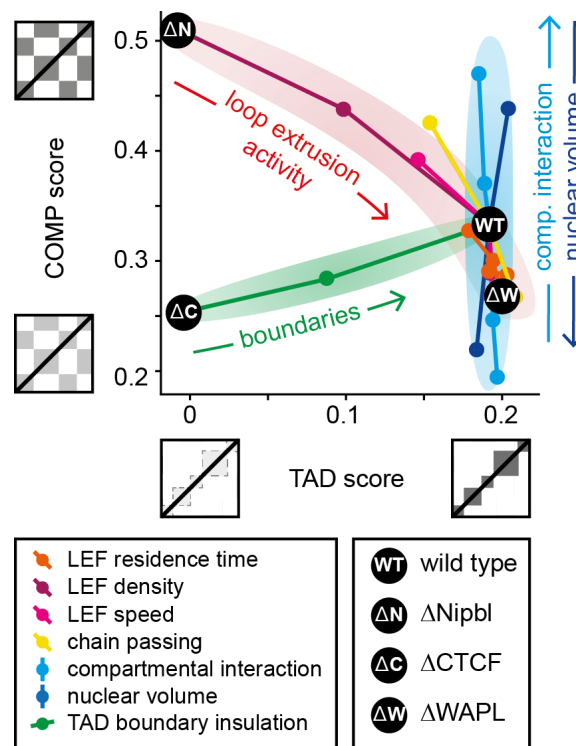 0.5
0.4
0.3
0.2
COMP score
ΔN
loop extrusion
activity
WT
ΔW
ΔC
boundaries
comp. interaction
nuclear volume
0
0.1
0.2
TAD score
LEF residence time
LEF density
LEF speed
chain passing
compartmental interaction
nuclear volume
TAD boundary insulation
WT wild type
ΔN ΔNipbl
ΔC ΔCTCF
ΔW ΔWAPL